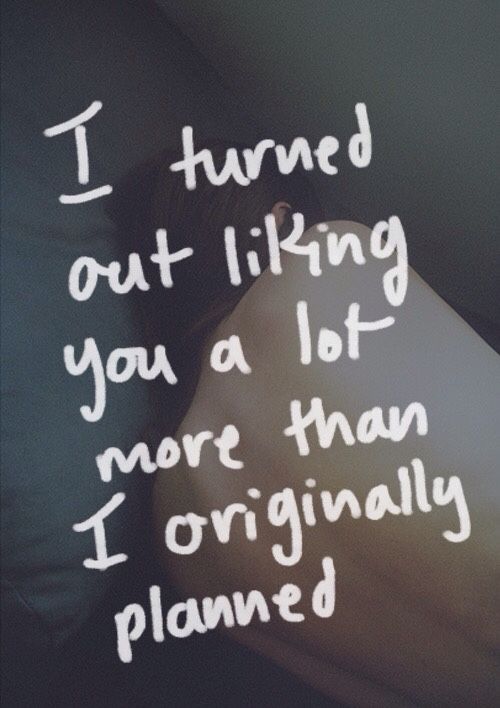 I turned
out liking
you a lot
more than
I originally
planned